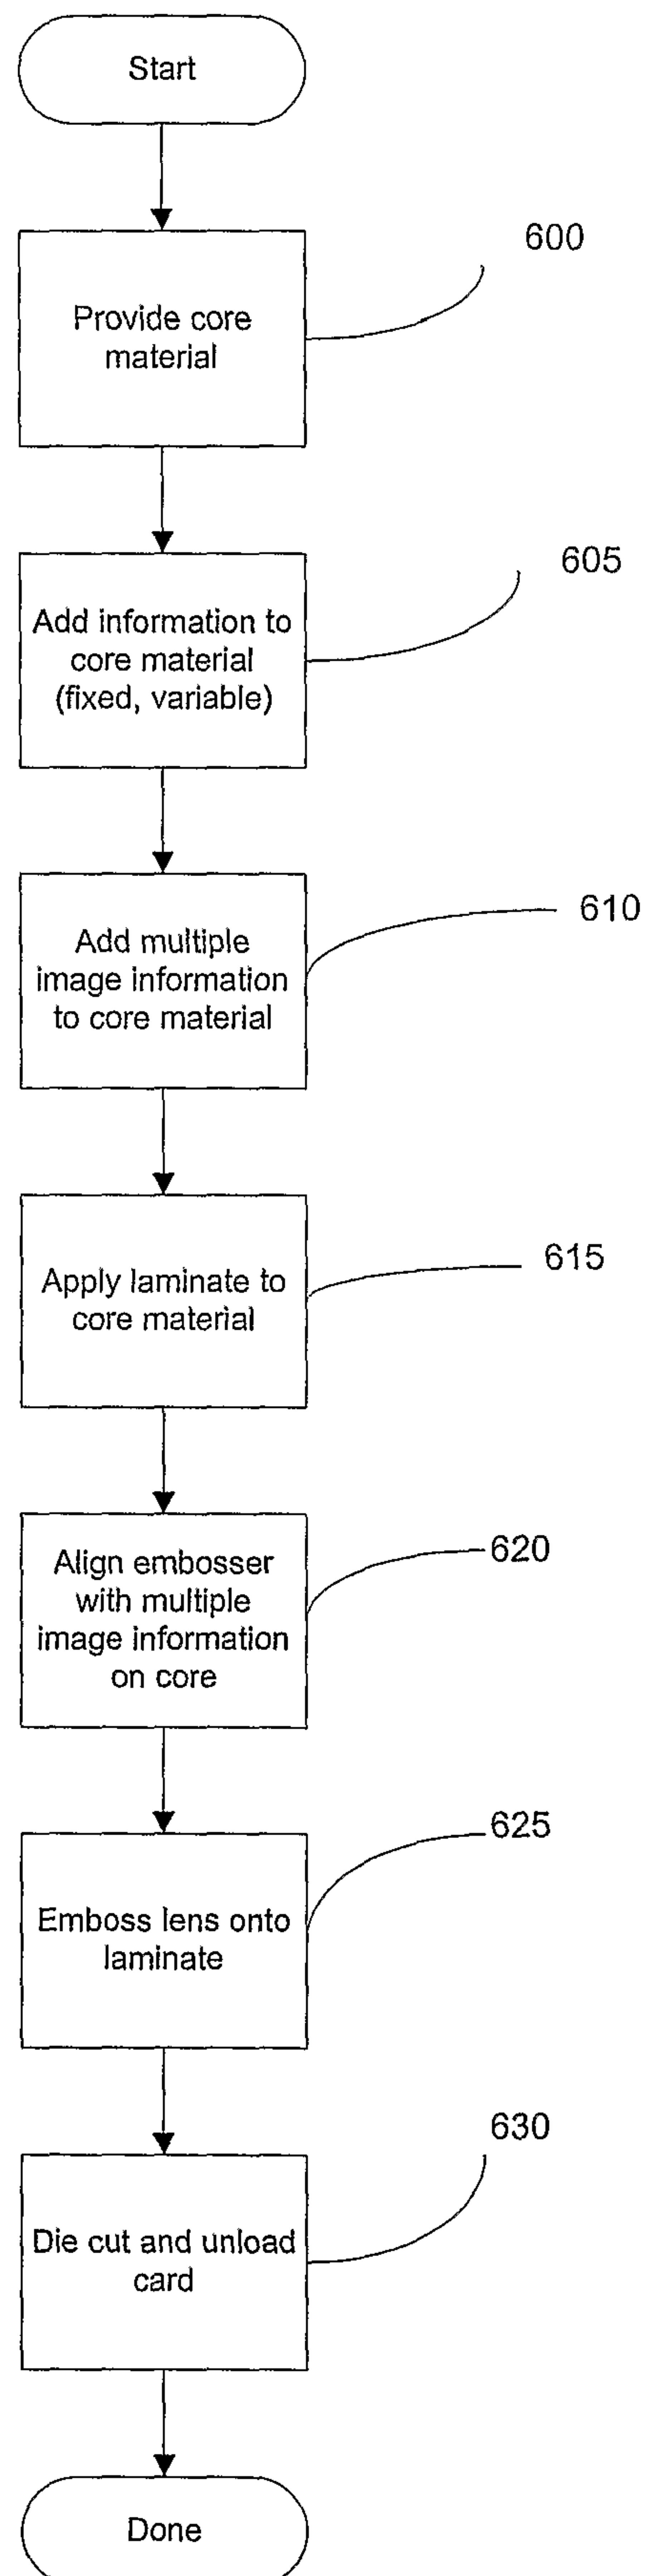 Start
600
Provide core
material
605
Add information to
core material
(fixed, variable)
610
Add multiple
image information
to core material
615
Apply laminate to
core material
620
Align embosser
with multiple
image information
on core
625
Emboss lens onto
laminate
630
Die cut and unload
card
Done